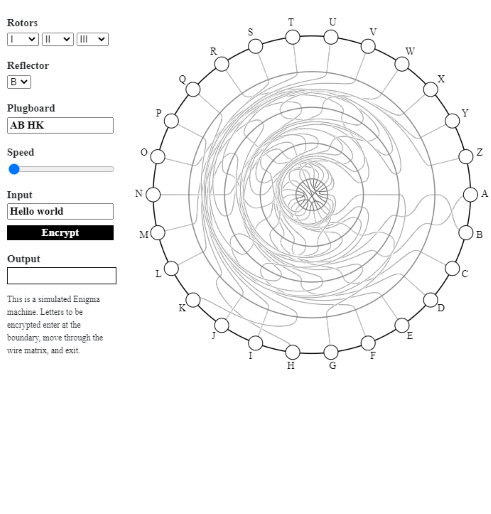 Rotors
I II III
Reflector
B
Plugboard
AB HK
Speed
Input
Hello world
Encrypt
Output
This is a simulated Enigma
machine. Letters to be
encrypted enter at the
boundary, move through the
wire matrix, and exit.
A
B
C
D
E
F
G
H
I
J
K
L
M
N
O
P
Q
R
S
T
U
V
W
X
Y
Z